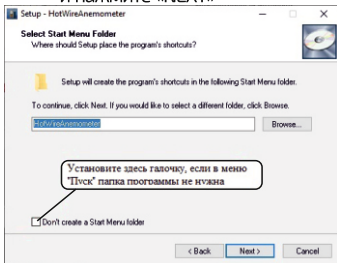 и нажмите «NEXT»
Setup - HotWireAnemometer
Select Start Menu Folder
Where should Setup place the program's shortcuts?
Setup will create the program's shortcuts in the following Start Menu folder.
To continue, click Next. If you would like to select a different folder, click Browse.
HotWireAnemometer
Browse...
Установите здесь галочку, если в меню
"Пуск" папка программы не нужна
Don't create a Start Menu folder
< Back
Next >
Cancel